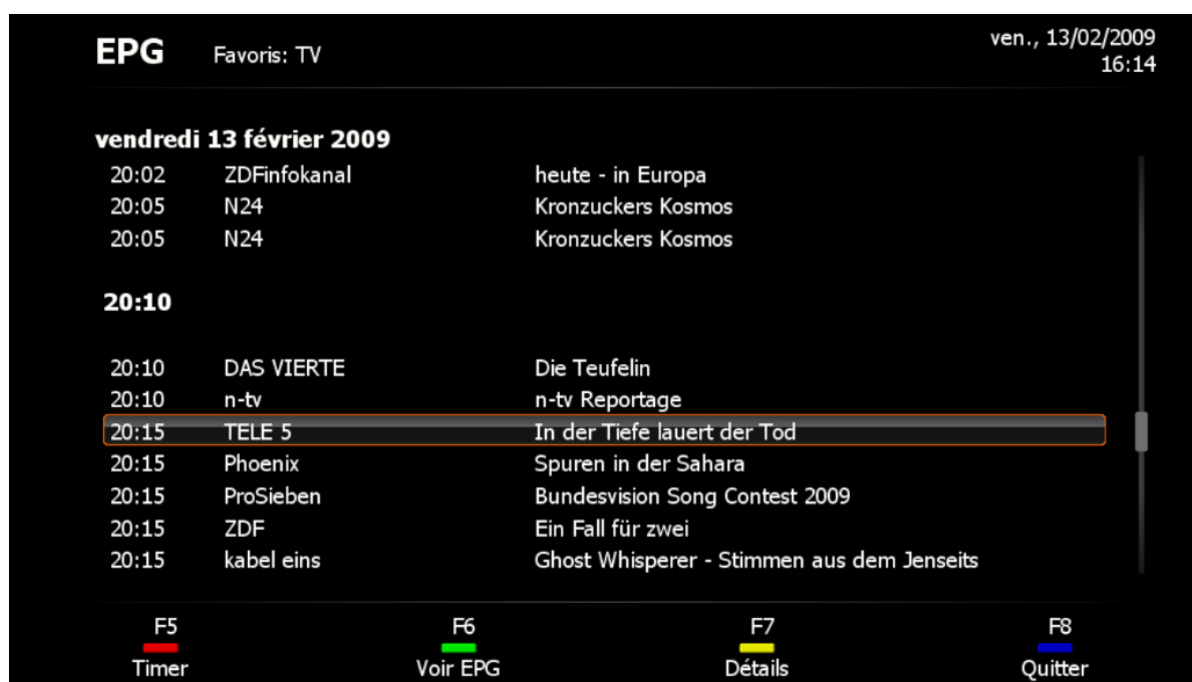 EPG Favoris: TV ven., 13/02/2009
16:14
vendredi 13 février 2009
20:02 ZDFinfokanal heute - in Europa
20:05 N24 Kronzuckers Kosmos
20:05 N24 Kronzuckers Kosmos
20:10
20:10 DAS VIERTE Die Teufelin
20:10 n-tv n-tv Reportage
20:15 TELE 5 In der Tiefe lauert der Tod
20:15 Phoenix Spuren in der Sahara
20:15 ProSieben Bundesvision Song Contest 2009
20:15 ZDF Ein Fall für zwei
20:15 kabel eins Ghost Whisperer - Stimmen aus dem Jenseits
F5 F6 F7 F8
Timer Voir EPG Détails Quitter